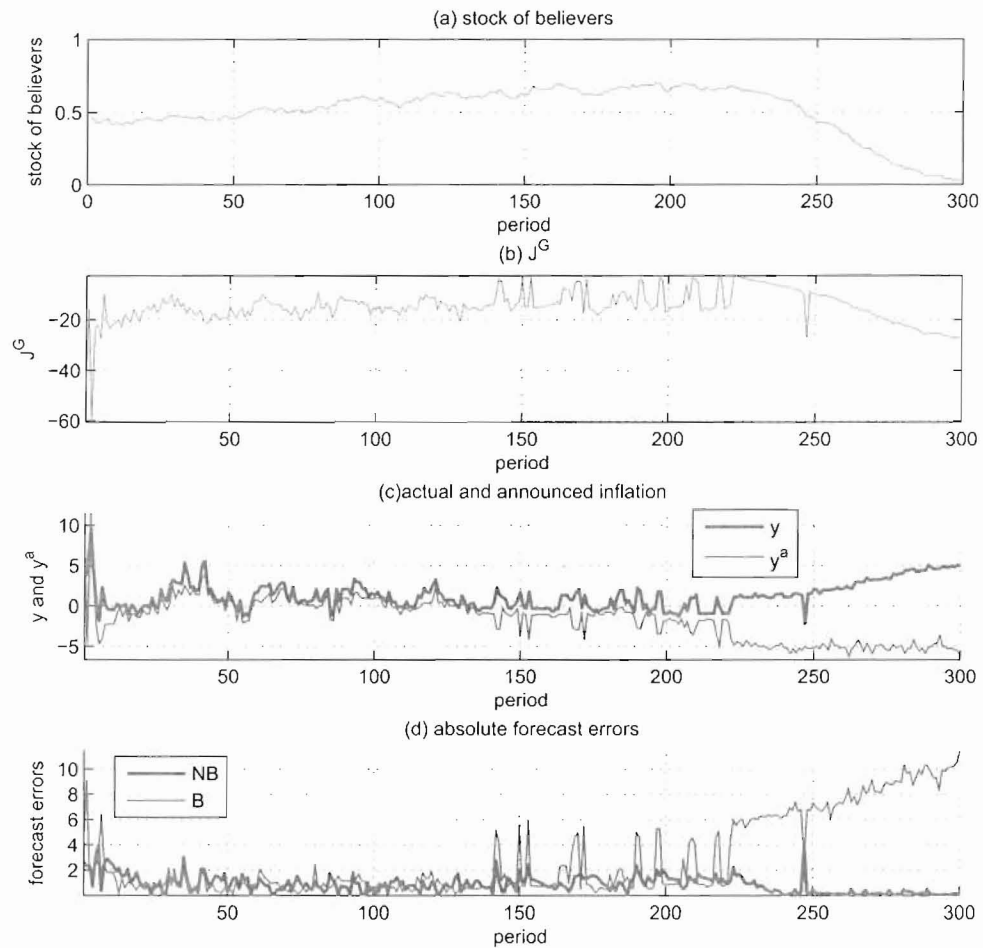 (a) stock of believers
stock of believers
1
0.5
0
0 50 100 150 200 250 300
period
(b) J^G
J^G
−20
−40
−60
50 100 150 200 250 300
period
(c)actual and announced inflation
y and y^a
10
5
0
−5
y
y^a
50 100 150 200 250 300
period
(d) absolute forecast errors
forecast errors
10
8
6
4
2
NB
B
50 100 150 200 250 300
period